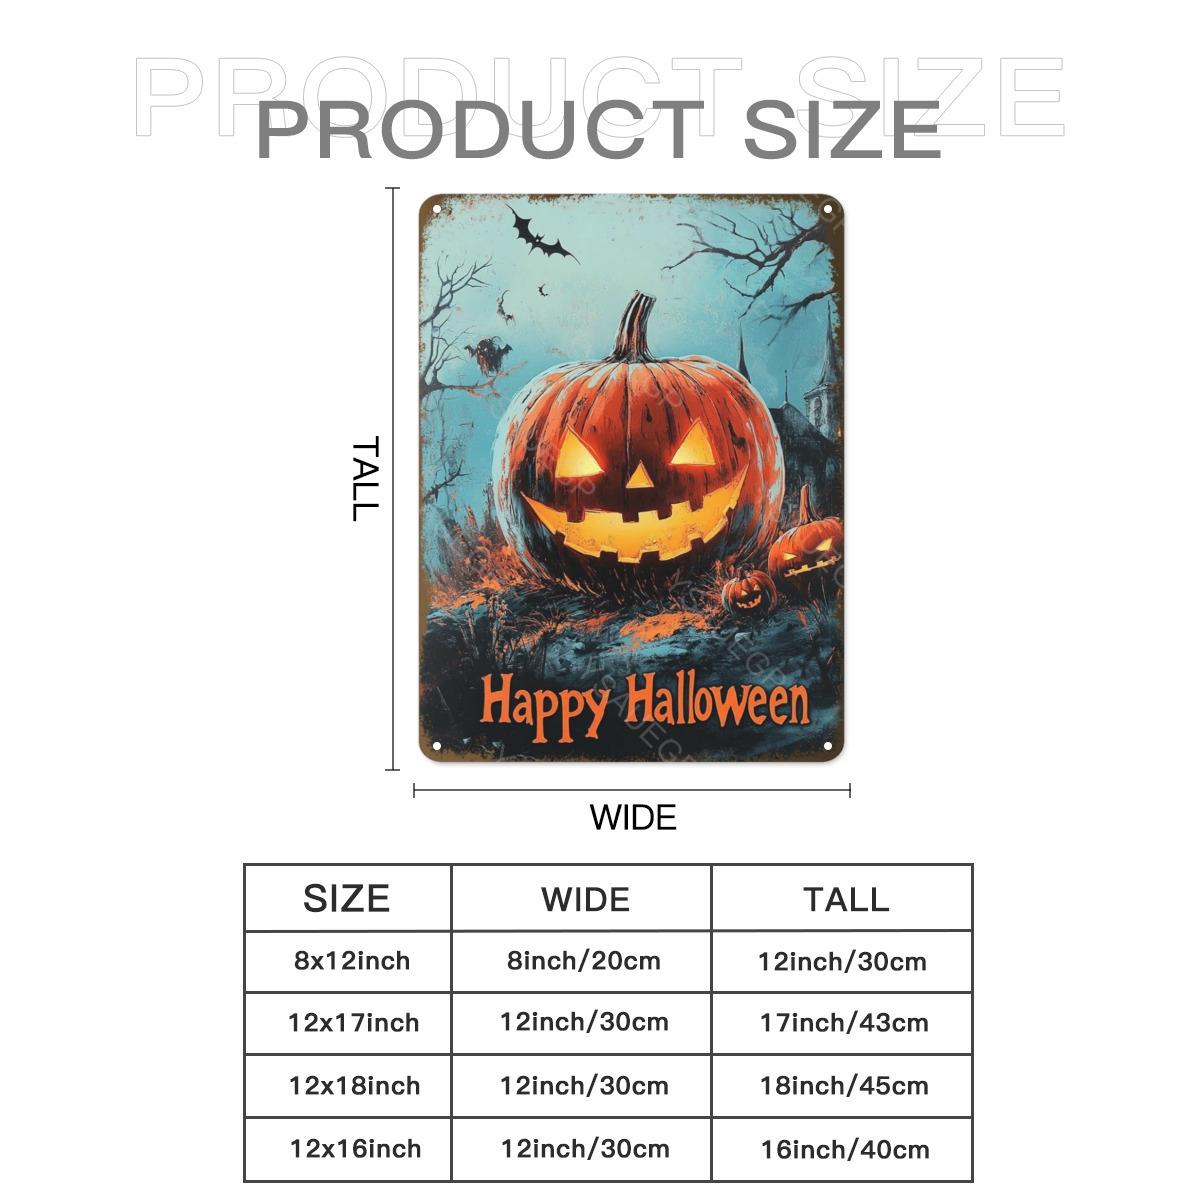 PRODUCT SIZE
PRODUCT SIZE
TALL
Happy Halloween
WIDE
SIZE WIDE TALL
8x12inch 8inch/20cm 12inch/30cm
12x17inch 12inch/30cm 17inch/43cm
12x18inch 12inch/30cm 18inch/45cm
12x16inch 12inch/30cm 16inch/40cm